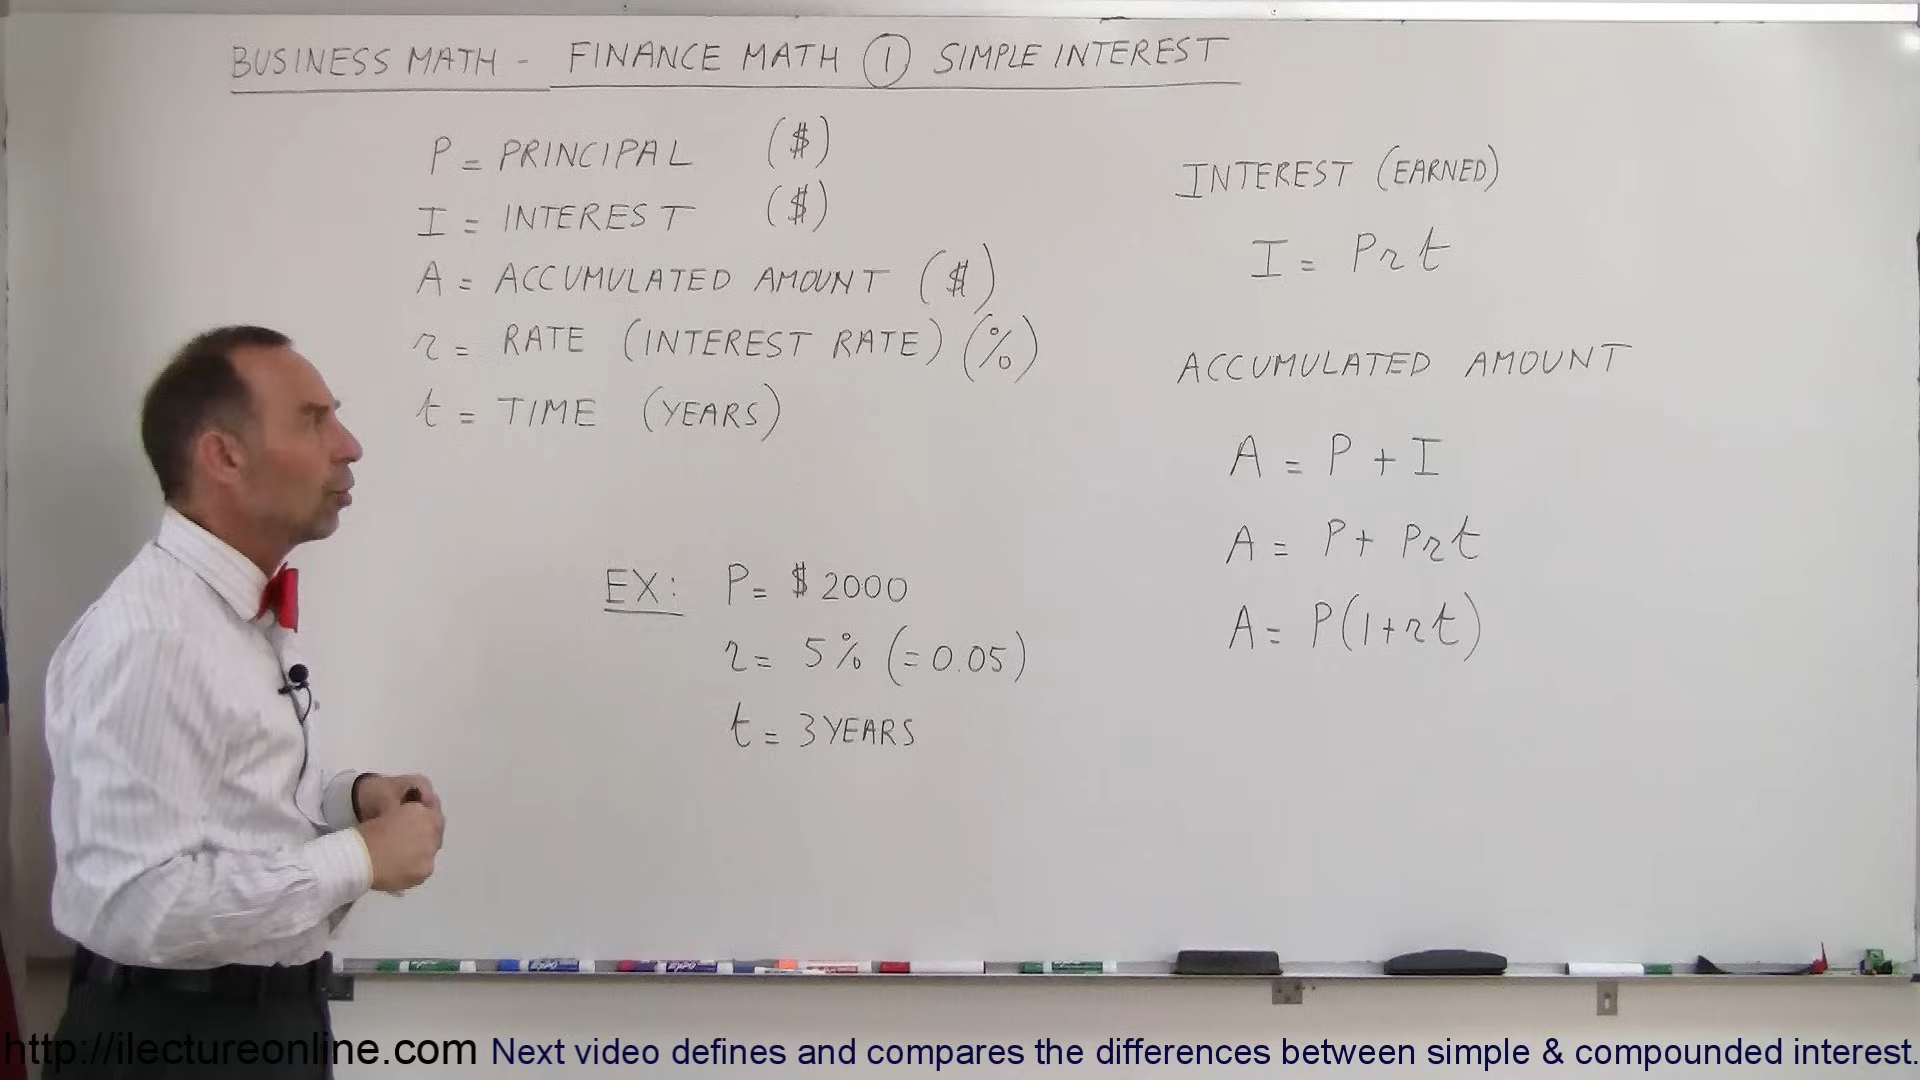 BUSINESS MATH - FINANCE MATH ① SIMPLE INTEREST
P = PRINCIPAL ($)
I = INTEREST ($)
A = ACCUMULATED AMOUNT ($)
r = RATE (INTEREST RATE) (%)
t = TIME (YEARS)
EX: P = $ 2000
r = 5% (= 0.05)
t = 3 YEARS
INTEREST (EARNED)
I = Prt
ACCUMULATED AMOUNT
A = P + I
A = P + Prt
A = P(1+rt)
http://ilectureonline.com Next video defines and compares the differences between simple & compounded interest.